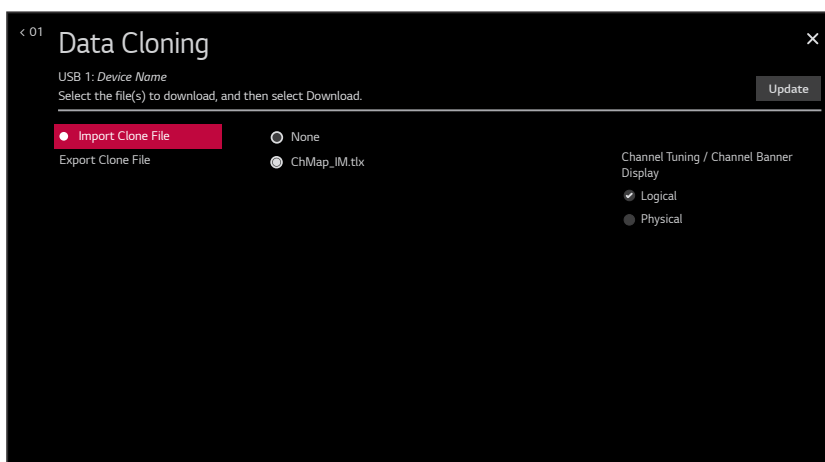 < 01
Data Cloning
USB 1: Device Name
Select the file(s) to download, and then select Download.
Update
Import Clone File
Export Clone File
None
ChMap_IM.tlx
Channel Tuning / Channel Banner
Display
Logical
Physical